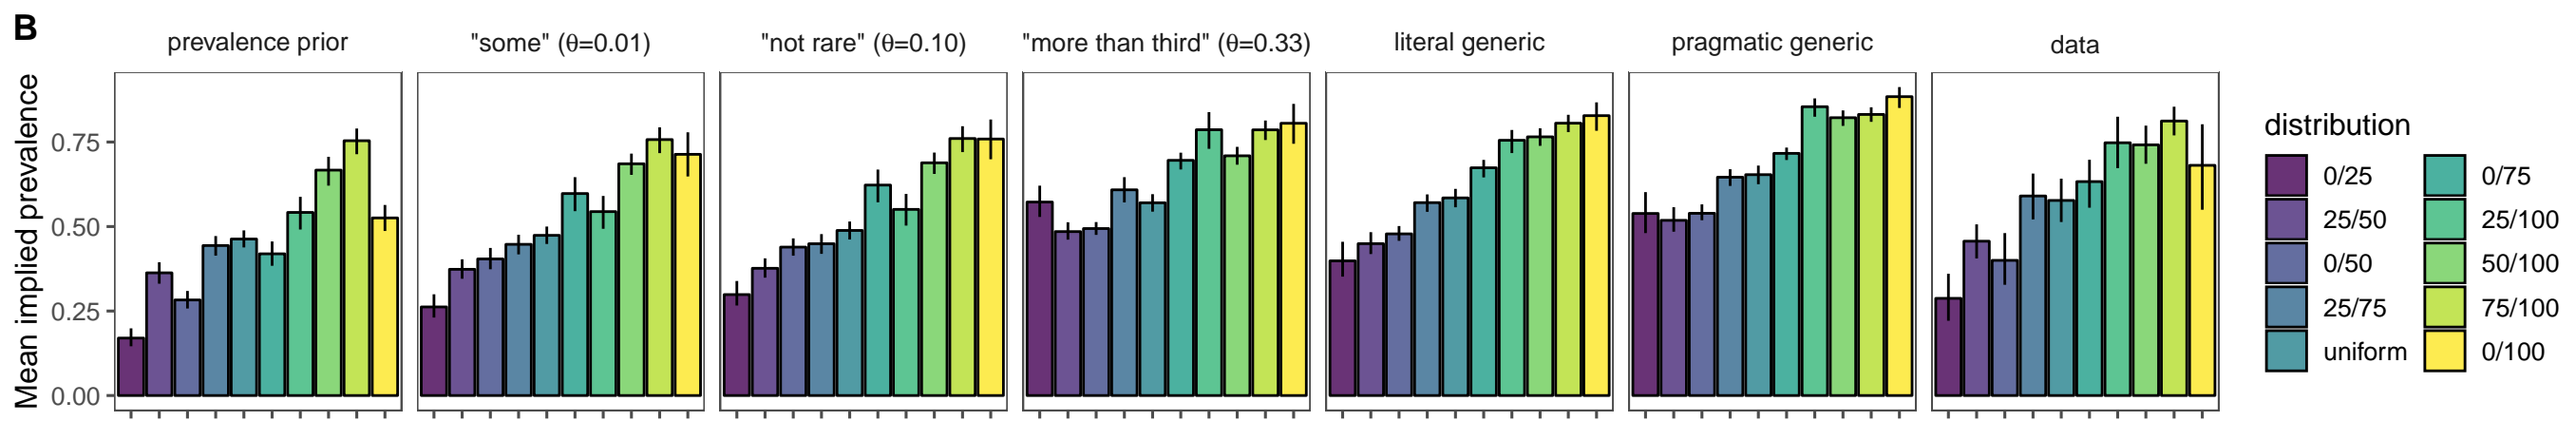 B
prevalence prior
"some" (θ=0.01)
"not rare" (θ=0.10)
"more than third" (θ=0.33)
literal generic
pragmatic generic
data
Mean implied prevalence
0.75
0.50
0.25
0.00
distribution
0/25
25/50
0/50
25/75
uniform
0/75
25/100
50/100
75/100
0/100